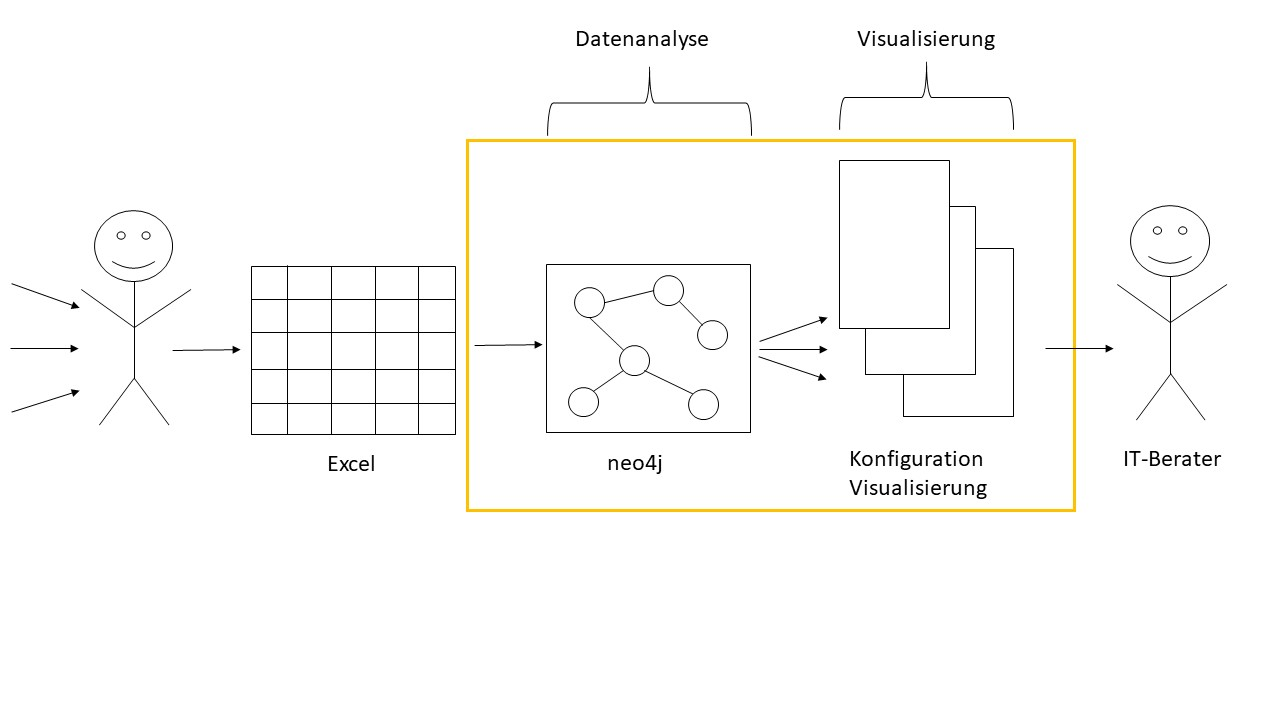 Datenanalyse
Visualisierung
Excel
neo4j
Konfiguration
Visualisierung
IT-Berater